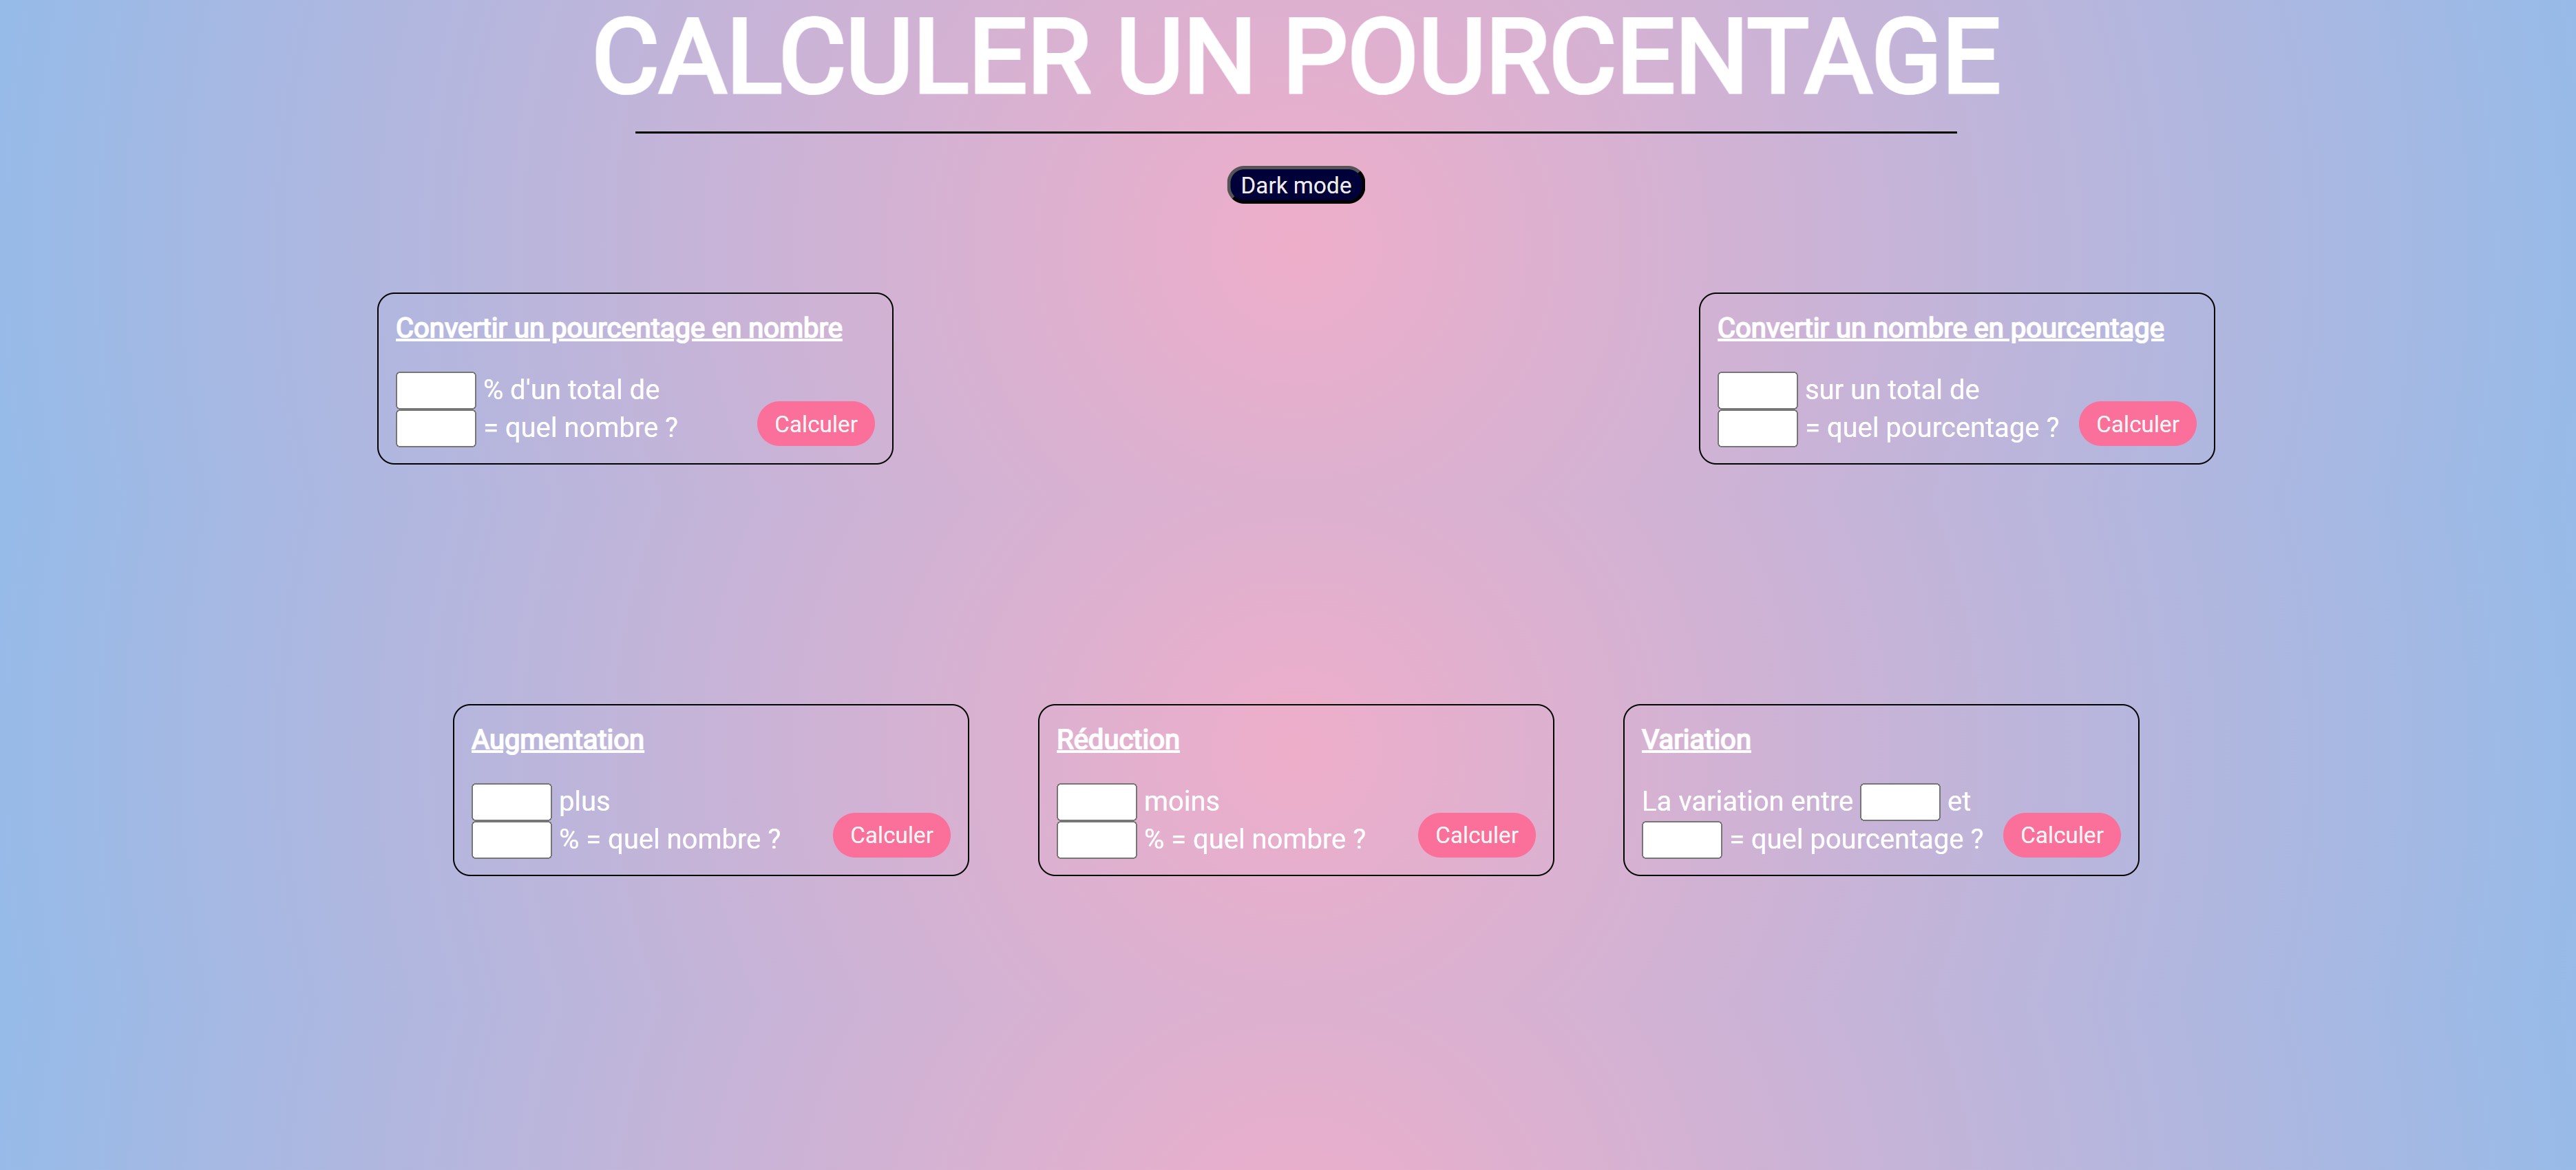 CALCULER UN POURCENTAGE
Dark mode
Convertir un pourcentage en nombre
% d'un total de
= quel nombre ?
Calculer
Convertir un nombre en pourcentage
sur un total de
= quel pourcentage ?
Calculer
Augmentation
plus
% = quel nombre ?
Calculer
Réduction
moins
% = quel nombre ?
Calculer
Variation
La variation entre et
= quel pourcentage ?
Calculer